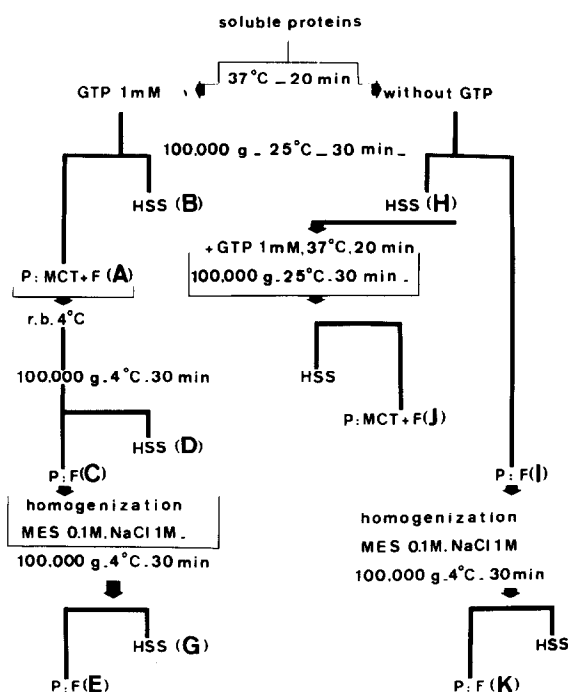 soluble proteins
37°C _ 20 min
GTP 1mM
without GTP
100,000 g _ 25°C _ 30 min _
HSS (B)
HSS (H)
+GTP 1mM, 37°C, 20 min
100,000 g _ 25°C . 30 min _
P: MCT+F (A)
r.b. 4°C
100,000 g _ 4°C . 30 min
HSS
P:MCT+F(J)
HSS (D)
P: F(C)
P: F(I)
homogenization
MES 0.1M. NaCl 1M _
100,000 g . 4°C . 30 min
homogenization
MES 0.1M. NaCl 1M
100,000 g _ 4°C _ 30min
HSS (G)
HSS
P: F(E)
P: F(K)